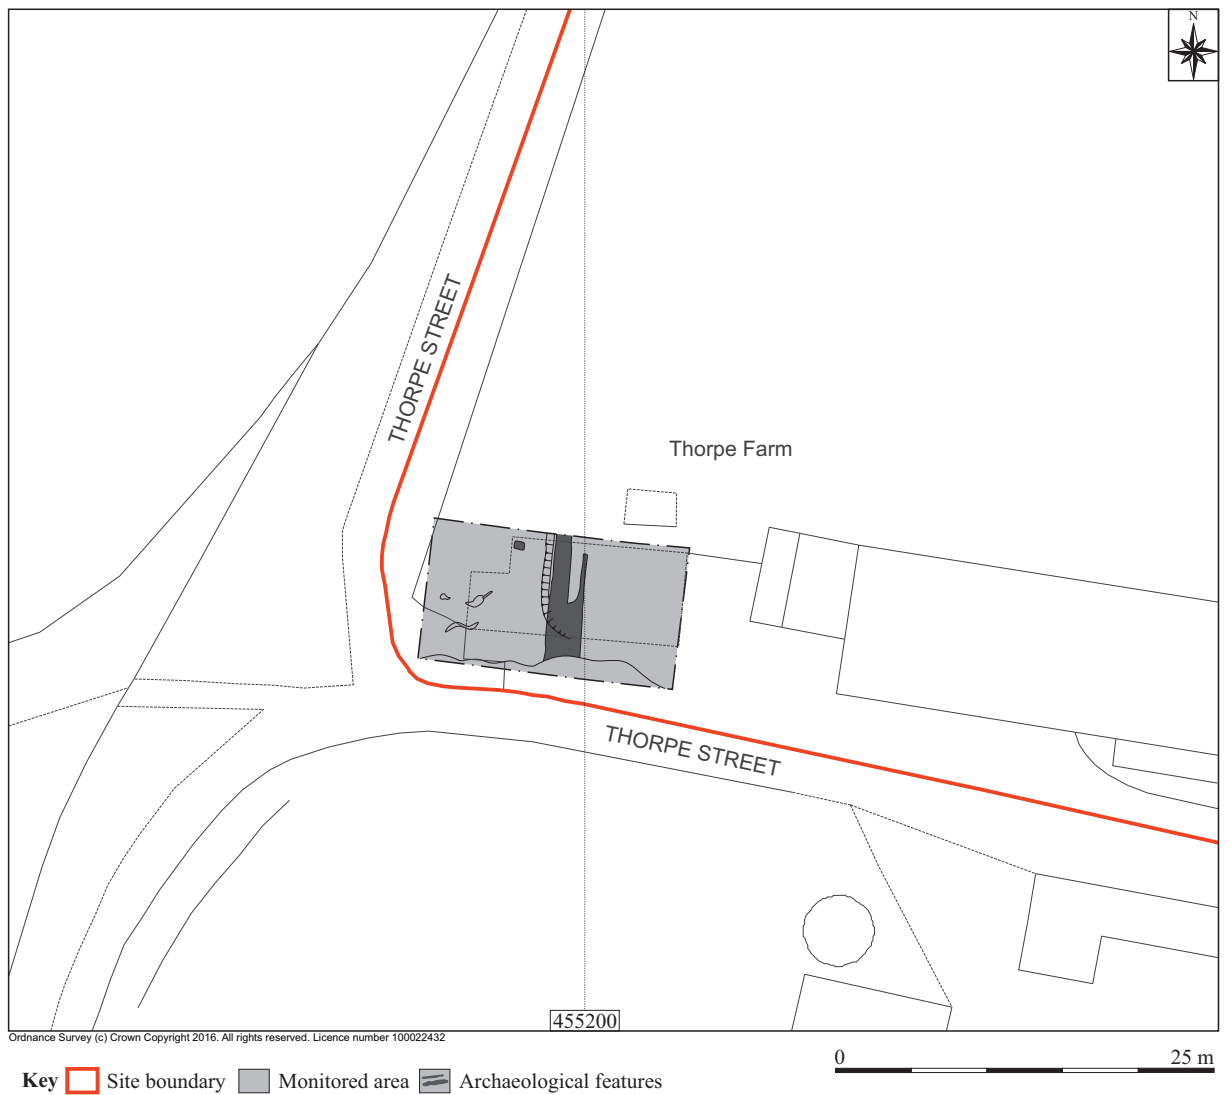 N
THORPE STREET
Thorpe Farm
THORPE STREET
455200
Ordnance Survey (c) Crown Copyright 2016. All rights reserved. Licence number 100022432
0 25 m
Key Site boundary Monitored area Archaeological features